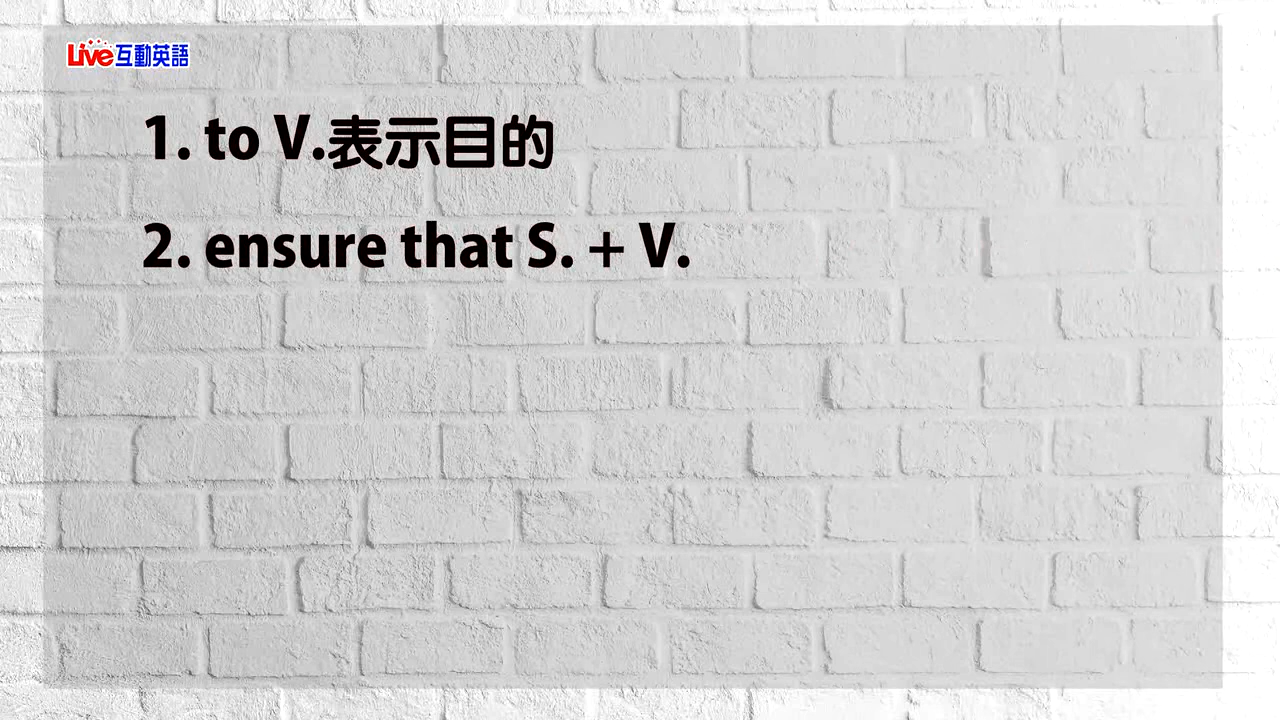 Live互動英語
1. to V.表示目的
2. ensure that S. + V.